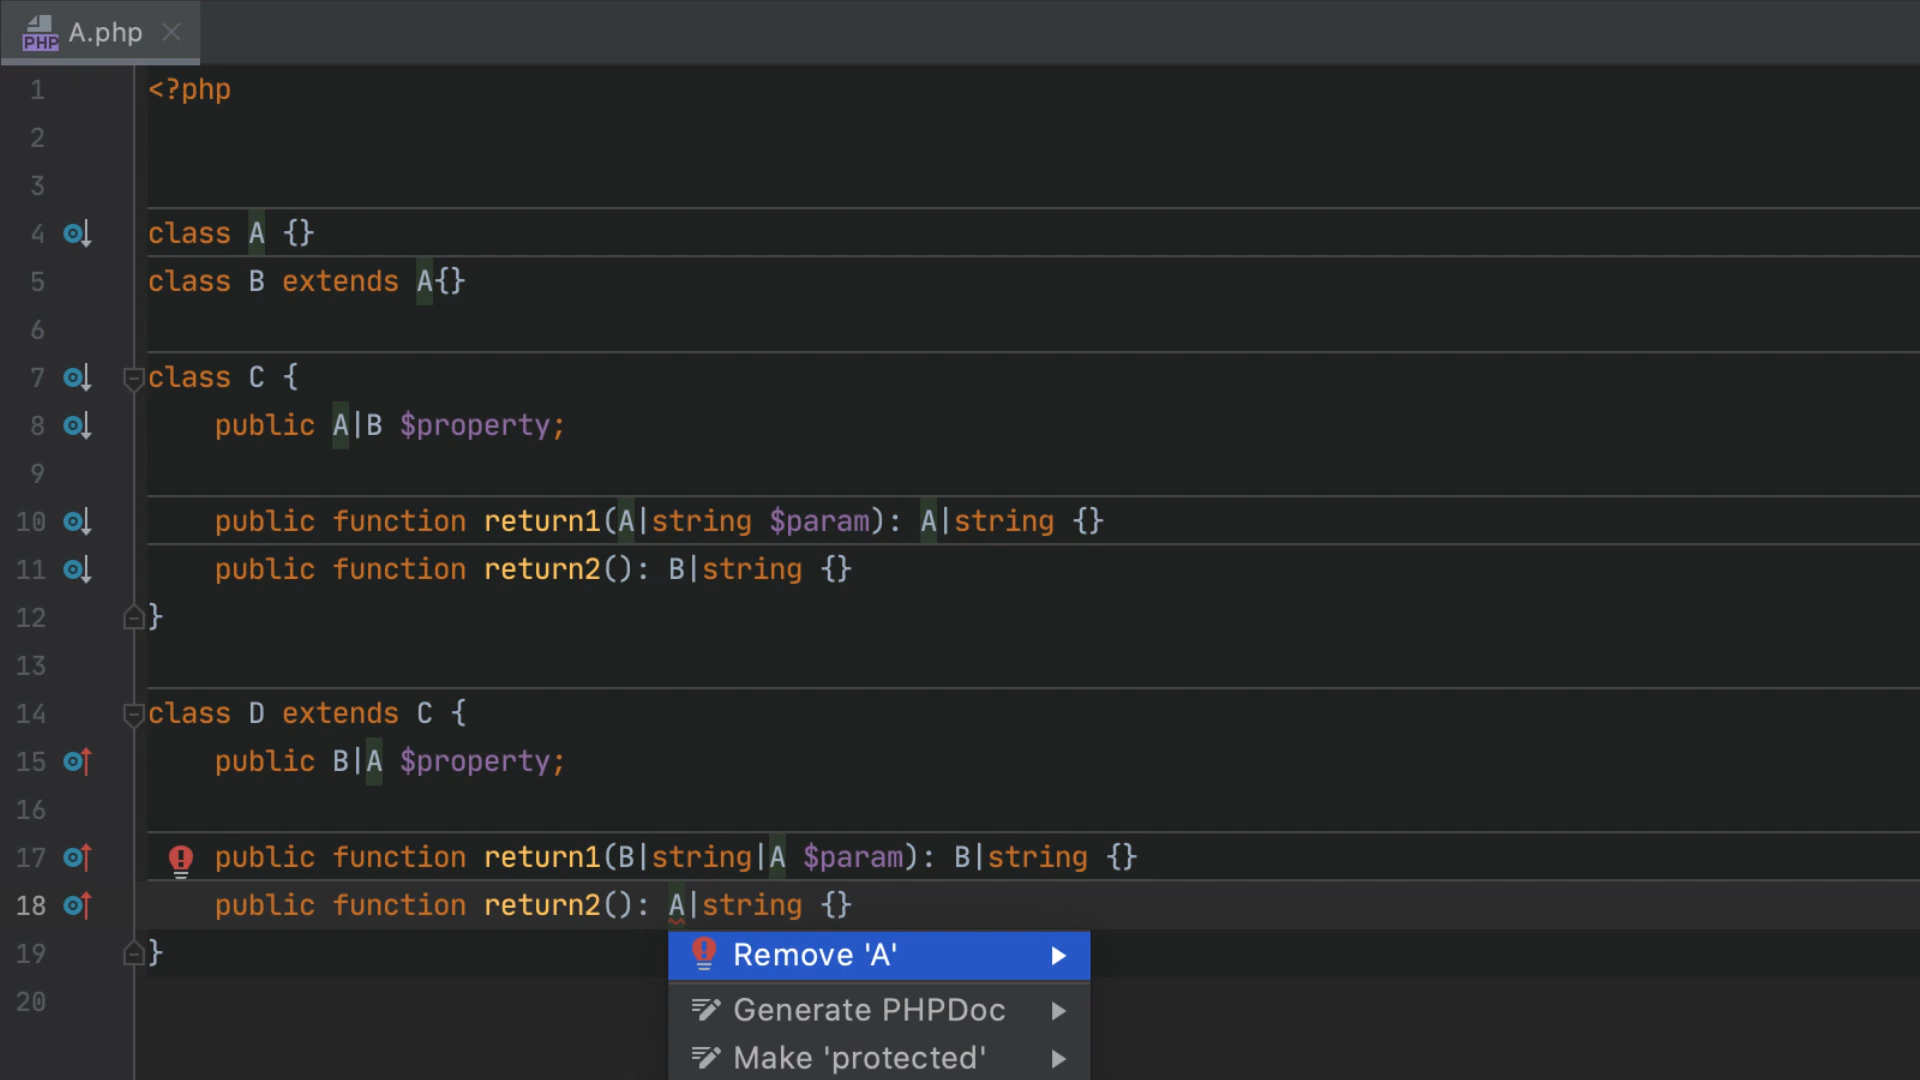 PHP A.php
1 <?php
2
3
4 class A {}
5 class B extends A{}
6
7 class C {
8 public A|B $property;
9
10 public function return1(A|string $param): A|string {}
11 public function return2(): B|string {}
12 }
13
14 class D extends C {
15 public B|A $property;
16
17 public function return1(B|string|A $param): B|string {}
18 public function return2(): A|string {}
19 }
Remove 'A'
20
Generate PHPDoc
Make 'protected'